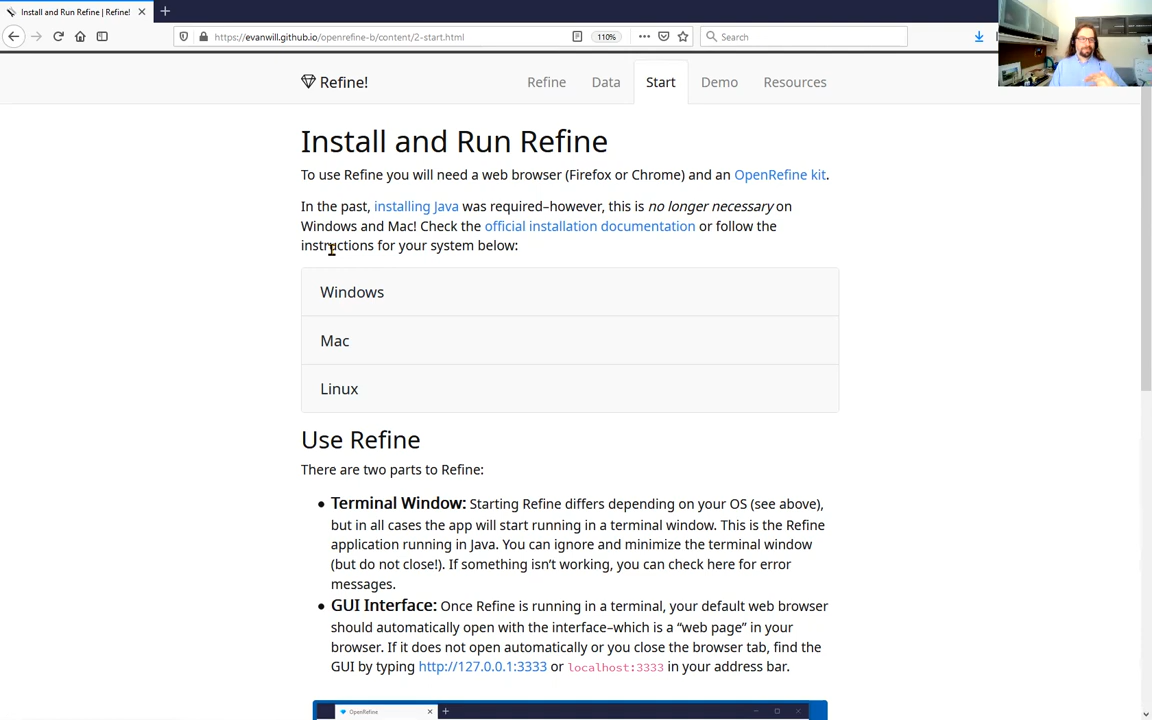 Install and Run Refine | Refine!
https://evanwill.github.io/openrefine-b/content/2-start.html
110%
Search
Refine!
Refine
Data
Start
Demo
Resources
Install and Run Refine
To use Refine you will need a web browser (Firefox or Chrome) and an OpenRefine kit.
In the past, installing Java was required–however, this is no longer necessary on
Windows and Mac! Check the official installation documentation or follow the
instructions for your system below:
Windows
Mac
Linux
Use Refine
There are two parts to Refine:
Terminal Window: Starting Refine differs depending on your OS (see above),
but in all cases the app will start running in a terminal window. This is the Refine
application running in Java. You can ignore and minimize the terminal window
(but do not close!). If something isn’t working, you can check here for error
messages.
GUI Interface: Once Refine is running in a terminal, your default web browser
should automatically open with the interface–which is a “web page” in your
browser. If it does not open automatically or you close the browser tab, find the
GUI by typing http://127.0.0.1:3333 or localhost:3333 in your address bar.
OpenRefine